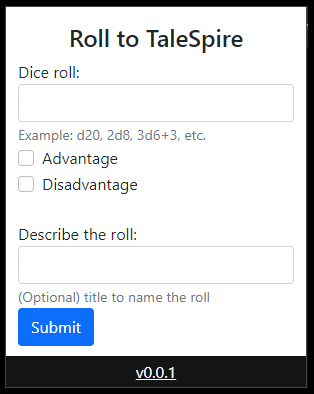 Roll to TaleSpire
Dice roll:
Example: d20, 2d8, 3d6+3, etc.
Advantage
Disadvantage
Describe the roll:
(Optional) title to name the roll
Submit
v0.0.1